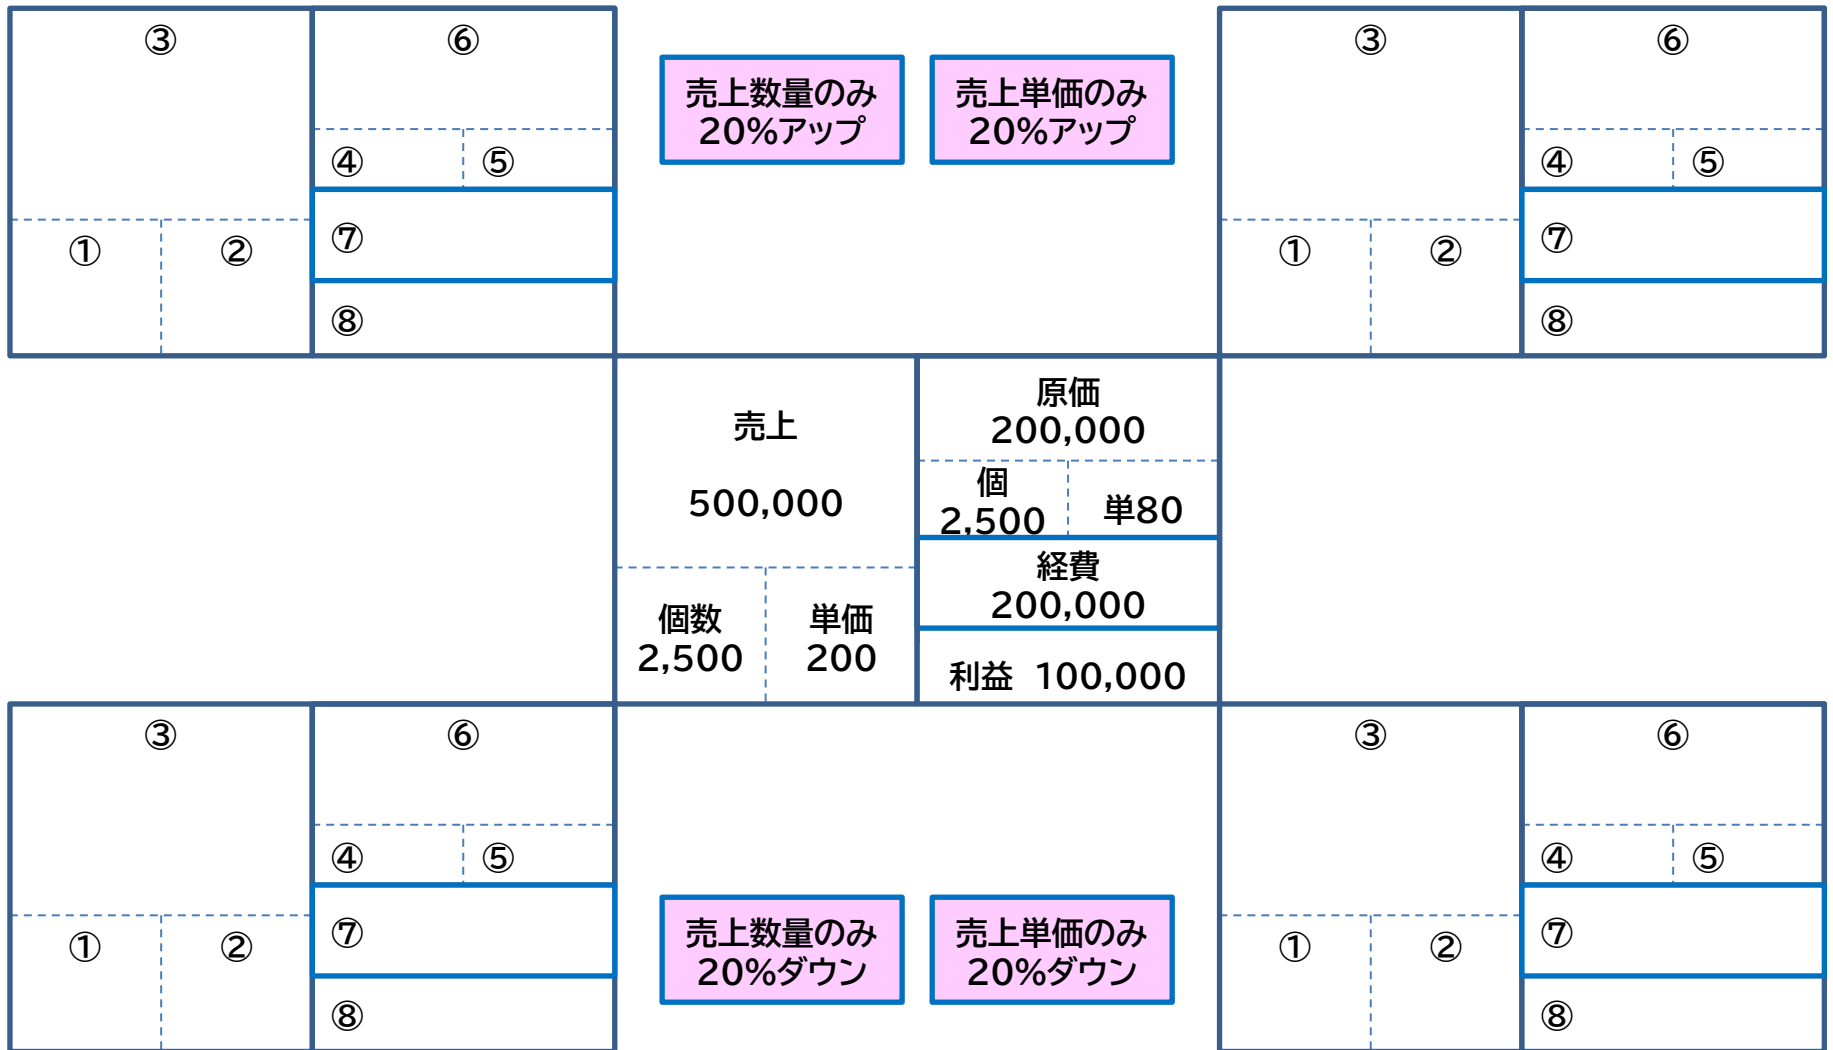 ③
⑥
④
⑤
①
②
⑦
⑧
売上数量のみ
20%アップ
売上単価のみ
20%アップ
③
⑥
④
⑤
①
②
⑦
⑧
売上
500,000
個数
2,500
単価
200
原価
200,000
個
2,500
単80
経費
200,000
利益 100,000
③
⑥
④
⑤
①
②
⑦
⑧
売上数量のみ
20%ダウン
売上単価のみ
20%ダウン
③
⑥
④
⑤
①
②
⑦
⑧